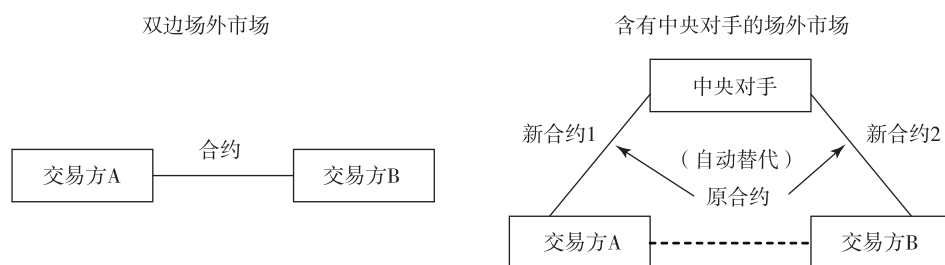 双边场外市场
合约
交易方A
交易方B
含有中央对手的场外市场
中央对手
新合约1
新合约2
（自动替代）
原合约
交易方A
交易方B